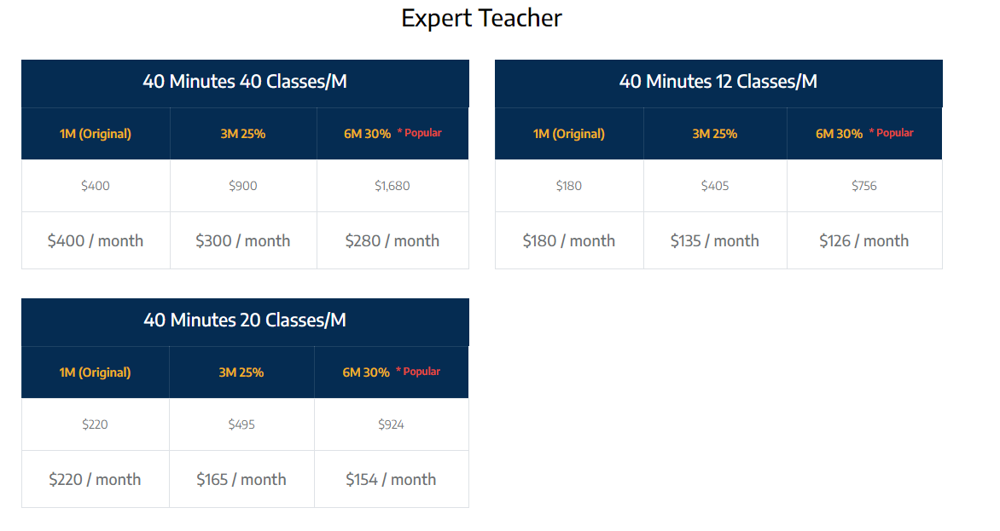 Expert Teacher
40 Minutes 40 Classes/M
1M (Original) 3M 25% 6M 30% * Popular
$400 $900 $1,680
$400 / month $300 / month $280 / month
40 Minutes 12 Classes/M
1M (Original) 3M 25% 6M 30% * Popular
$180 $405 $756
$180 / month $135 / month $126 / month
40 Minutes 20 Classes/M
1M (Original) 3M 25% 6M 30% * Popular
$220 $495 $924
$220 / month $165 / month $154 / month